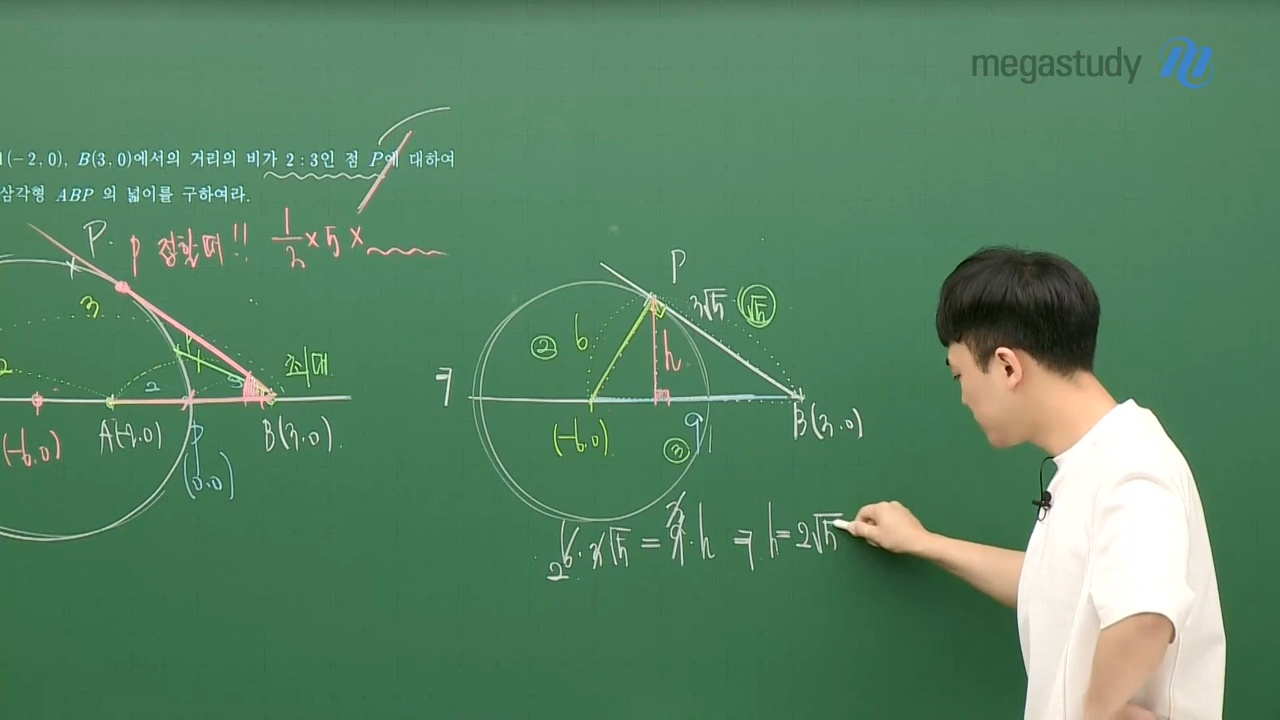 megastudy
(-2, 0), B(3, 0)에서의 거리의 비가 2 : 3인 점 P에 대하여
삼각형 ABP 의 넓이를 구하여라.
P
P 접할때!! 1/2 × 5 ×
3
2
2
최대
(-6.0)
A(-2.0)
B(3,0).
P
(0.0)
P
② 6
3√5 √5
h
(-6.0)
9
③
B(3,0)
6·3√5 = 9·h ⇒ h=2√5
2